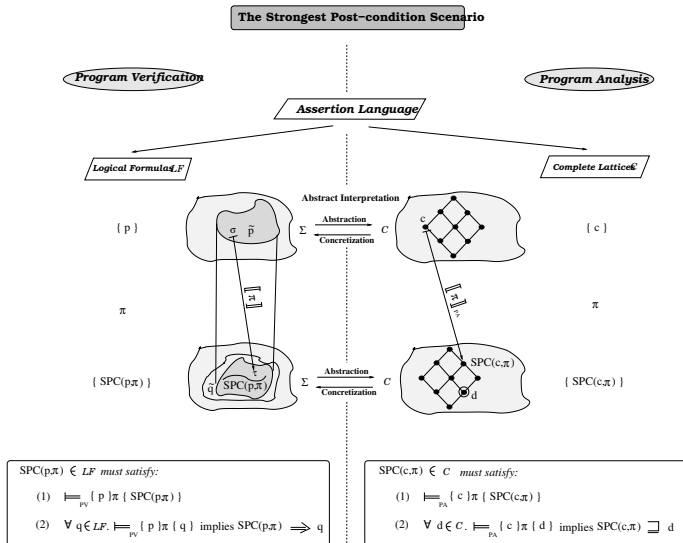 The Strongest Post-condition Scenario
Program Verification
Program Analysis
Assertion Language
Logical Formulas LF
Complete Lattices C
Abstract Interpretation
{ p }
σ p̃
Σ
Abstraction
Concretization
C
c
{ c }
π
[[ π ]]
[[ π ]] PA
π
{ SPC(p,π) }
q̃
τ
SPC(p,π)
Σ
Abstraction
Concretization
C
SPC(c,π)
d
{ SPC(c,π) }
SPC(p,π) ∈ LF must satisfy:
(1) ⊨PV { p }π { SPC(p,π) }
(2) ∀ q∈LF. ⊨PV { p }π { q } implies SPC(p,π) ⟹ q
SPC(c,π) ∈ C must satisfy:
(1) ⊨PA { c }π { SPC(c,π) }
(2) ∀ d∈C. ⊨PA { c }π { d } implies SPC(c,π) ⊒ d